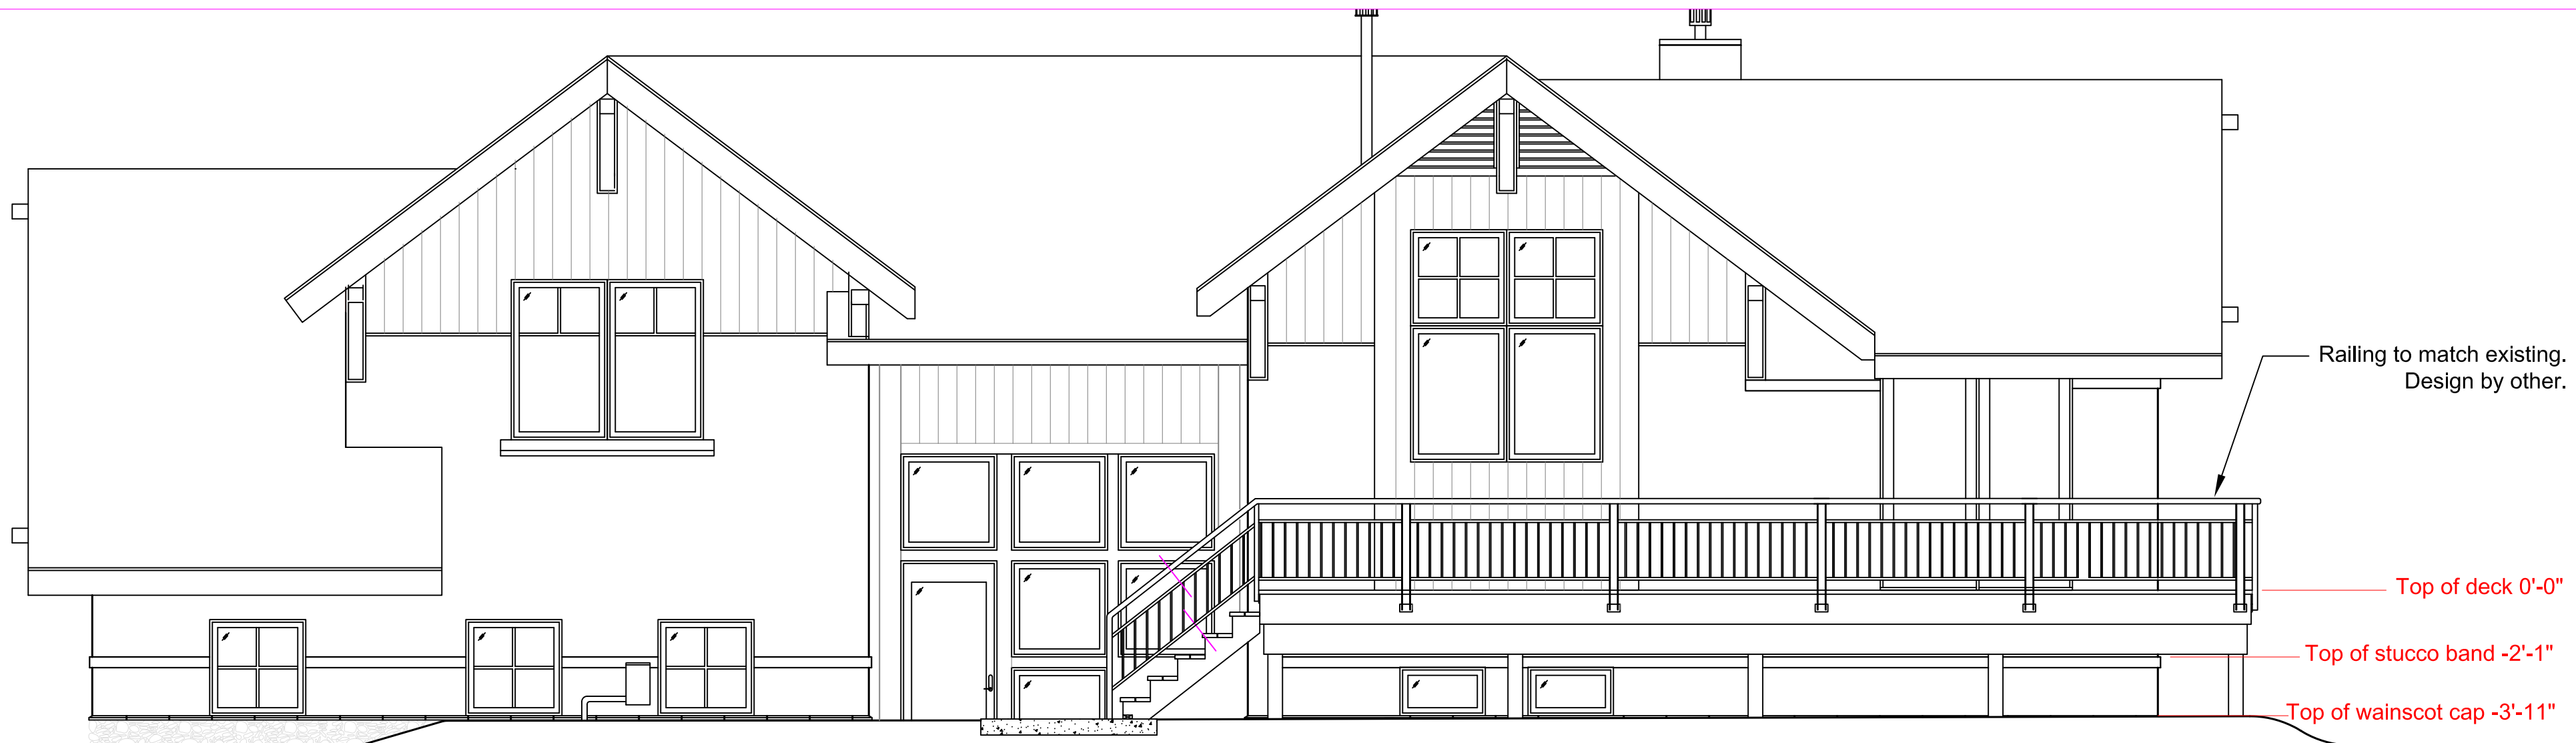 Railing to match existing.
Design by other.
Top of deck 0'-0"
Top of stucco band -2'-1"
Top of wainscot cap -3'-11"